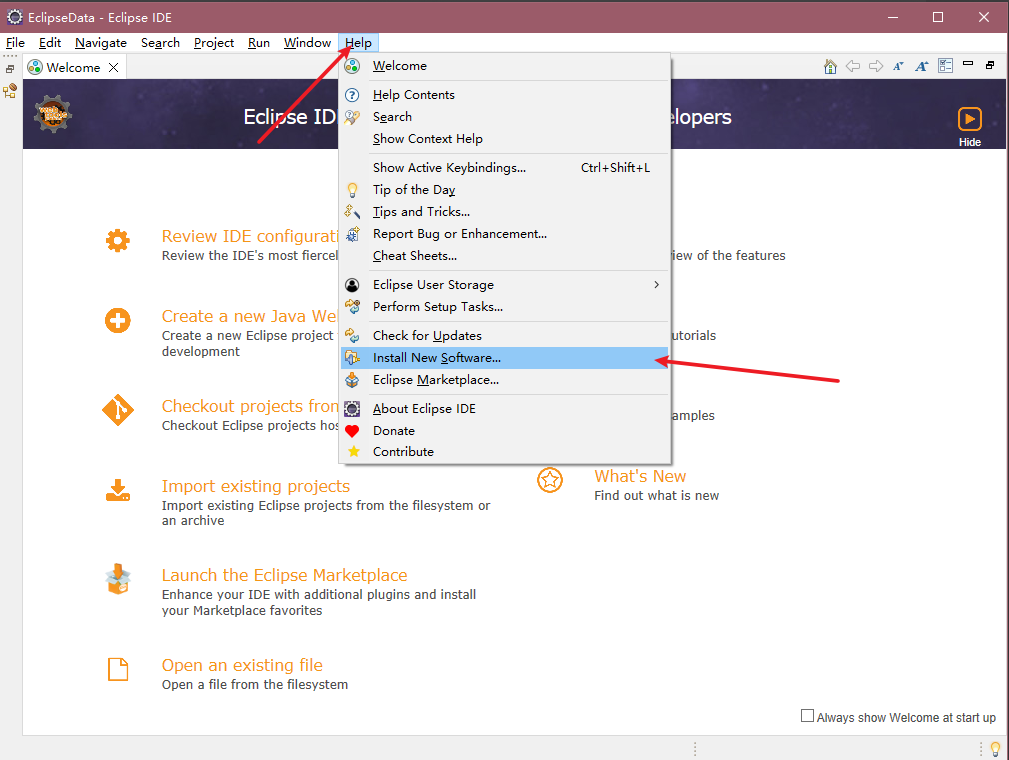 EclipseData - Eclipse IDE
File Edit Navigate Search Project Run Window Help
Welcome
Eclipse ID
elopers
Hide
Welcome
Help Contents
Search
Show Context Help
Show Active Keybindings... Ctrl+Shift+L
Tip of the Day
Tips and Tricks...
Report Bug or Enhancement...
Cheat Sheets...
Eclipse User Storage
Perform Setup Tasks...
Check for Updates
Install New Software...
Eclipse Marketplace...
About Eclipse IDE
Donate
Contribute
Review IDE configurati
Review the IDE's most fiercel
Create a new Java We
Create a new Eclipse project
development
Checkout projects fron
Checkout Eclipse projects hos
Import existing projects
Import existing Eclipse projects from the filesystem or
an archive
Launch the Eclipse Marketplace
Enhance your IDE with additional plugins and install
your Marketplace favorites
Open an existing file
Open a file from the filesystem
iew of the features
utorials
amples
What's New
Find out what is new
Always show Welcome at start up